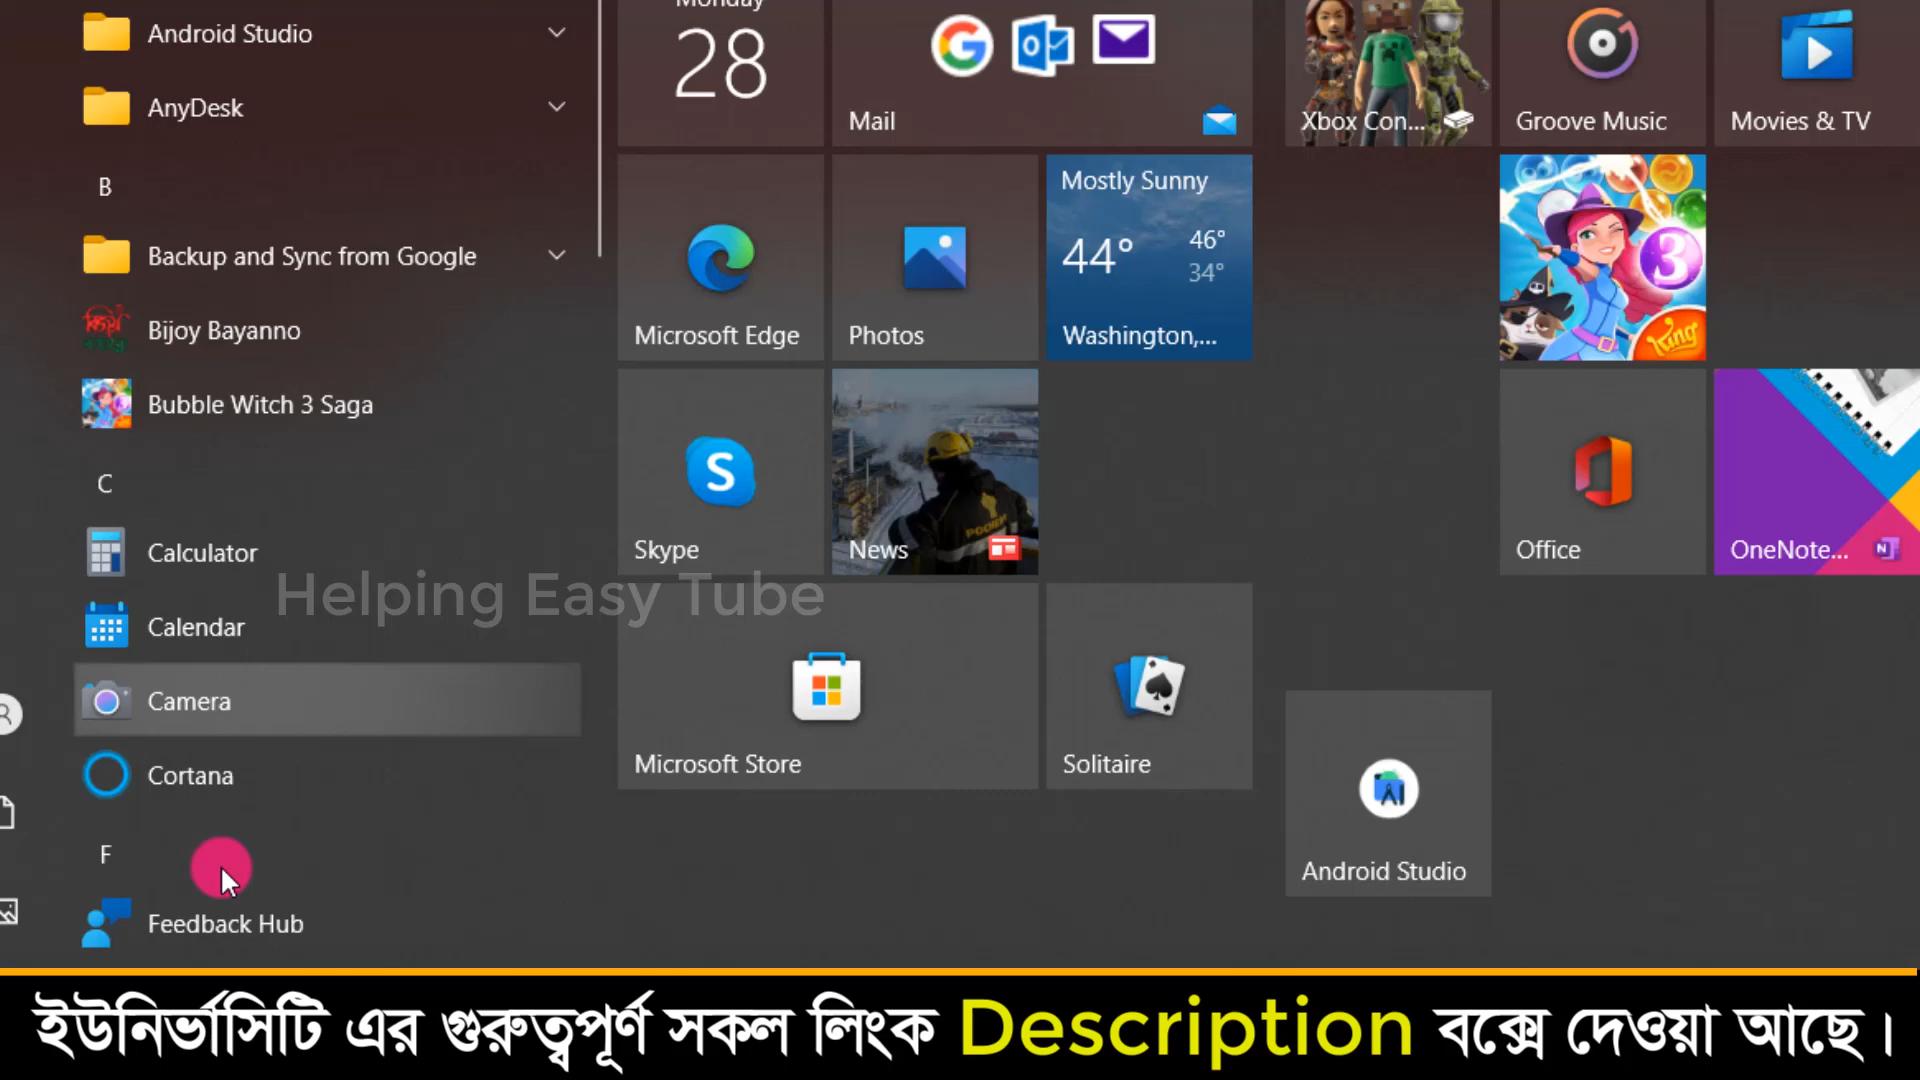 Android Studio
AnyDesk
B
Backup and Sync from Google
Bijoy Bayanno
Bubble Witch 3 Saga
C
Calculator
Calendar
Camera
Cortana
F
Feedback Hub
Monday
28
Mail
Xbox Con...
Groove Music
Movies & TV
Microsoft Edge
Photos
Mostly Sunny
44°
46°
34°
Washington,...
3
King
Skype
News
Office
OneNote...
Microsoft Store
Solitaire
Android Studio
Helping Easy Tube
ইউনির্ভাসিটি এর গুরুত্বপূর্ণ সকল লিংক Description বক্সে দেওয়া আছে।